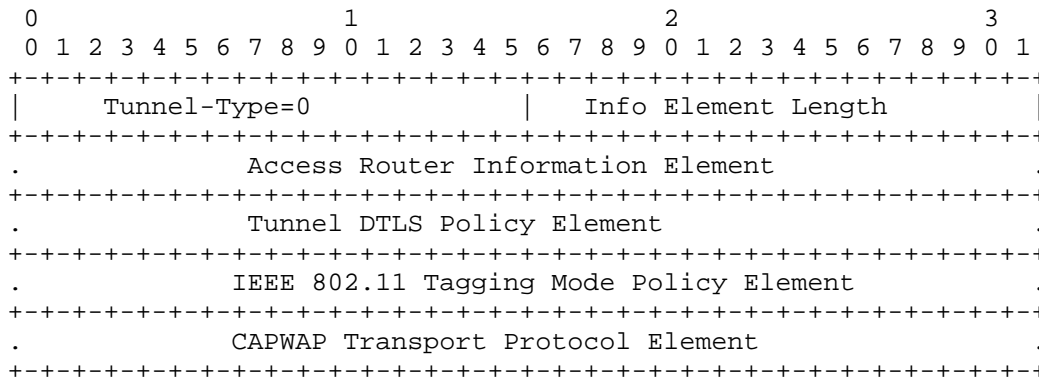 0                   1                   2                   3
 0 1 2 3 4 5 6 7 8 9 0 1 2 3 4 5 6 7 8 9 0 1 2 3 4 5 6 7 8 9 0 1
+-+-+-+-+-+-+-+-+-+-+-+-+-+-+-+-+-+-+-+-+-+-+-+-+-+-+-+-+-+-+-+-+
|     Tunnel-Type=0             |   Info Element Length         |
+-+-+-+-+-+-+-+-+-+-+-+-+-+-+-+-+-+-+-+-+-+-+-+-+-+-+-+-+-+-+-+-+
.              Access Router Information Element                .
+-+-+-+-+-+-+-+-+-+-+-+-+-+-+-+-+-+-+-+-+-+-+-+-+-+-+-+-+-+-+-+-+
.              Tunnel DTLS Policy Element                       .
+-+-+-+-+-+-+-+-+-+-+-+-+-+-+-+-+-+-+-+-+-+-+-+-+-+-+-+-+-+-+-+-+
.             IEEE 802.11 Tagging Mode Policy Element           .
+-+-+-+-+-+-+-+-+-+-+-+-+-+-+-+-+-+-+-+-+-+-+-+-+-+-+-+-+-+-+-+-+
.             CAPWAP Transport Protocol Element                 .
+-+-+-+-+-+-+-+-+-+-+-+-+-+-+-+-+-+-+-+-+-+-+-+-+-+-+-+-+-+-+-+-+